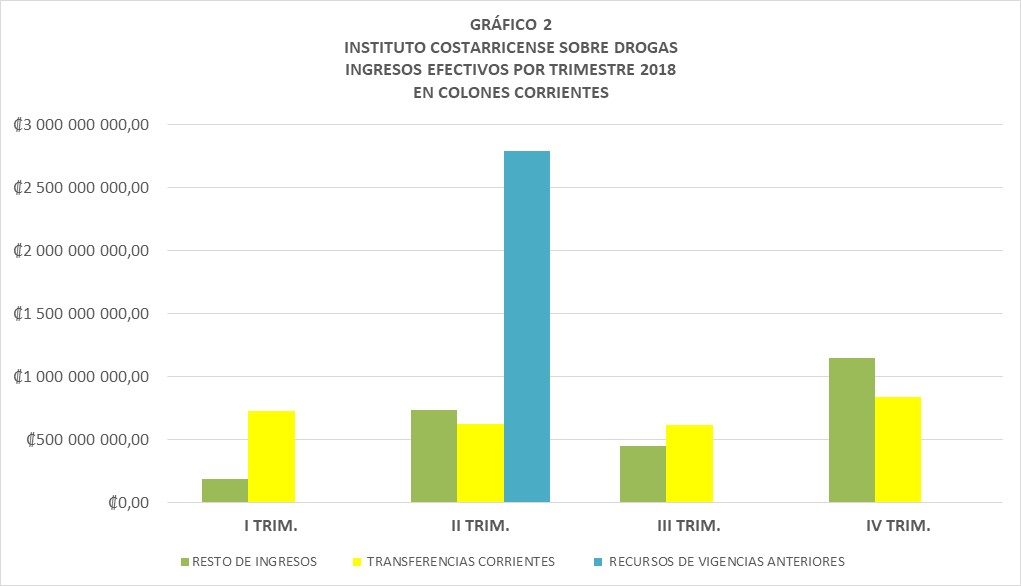 GRÁFICO 2
INSTITUTO COSTARRICENSE SOBRE DROGAS
INGRESOS EFECTIVOS POR TRIMESTRE 2018
EN COLONES CORRIENTES
₡3 000 000 000,00
₡2 500 000 000,00
₡2 000 000 000,00
₡1 500 000 000,00
₡1 000 000 000,00
₡500 000 000,00
₡0,00
I TRIM. II TRIM. III TRIM. IV TRIM.
RESTO DE INGRESOS TRANSFERENCIAS CORRIENTES RECURSOS DE VIGENCIAS ANTERIORES